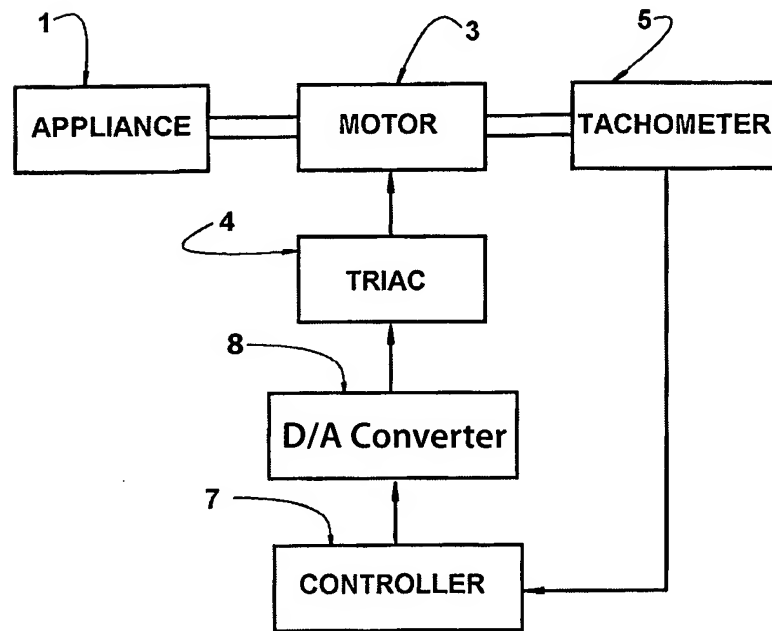 1
3
5
APPLIANCE
MOTOR
TACHOMETER
4
TRIAC
8
D/A Converter
7
CONTROLLER